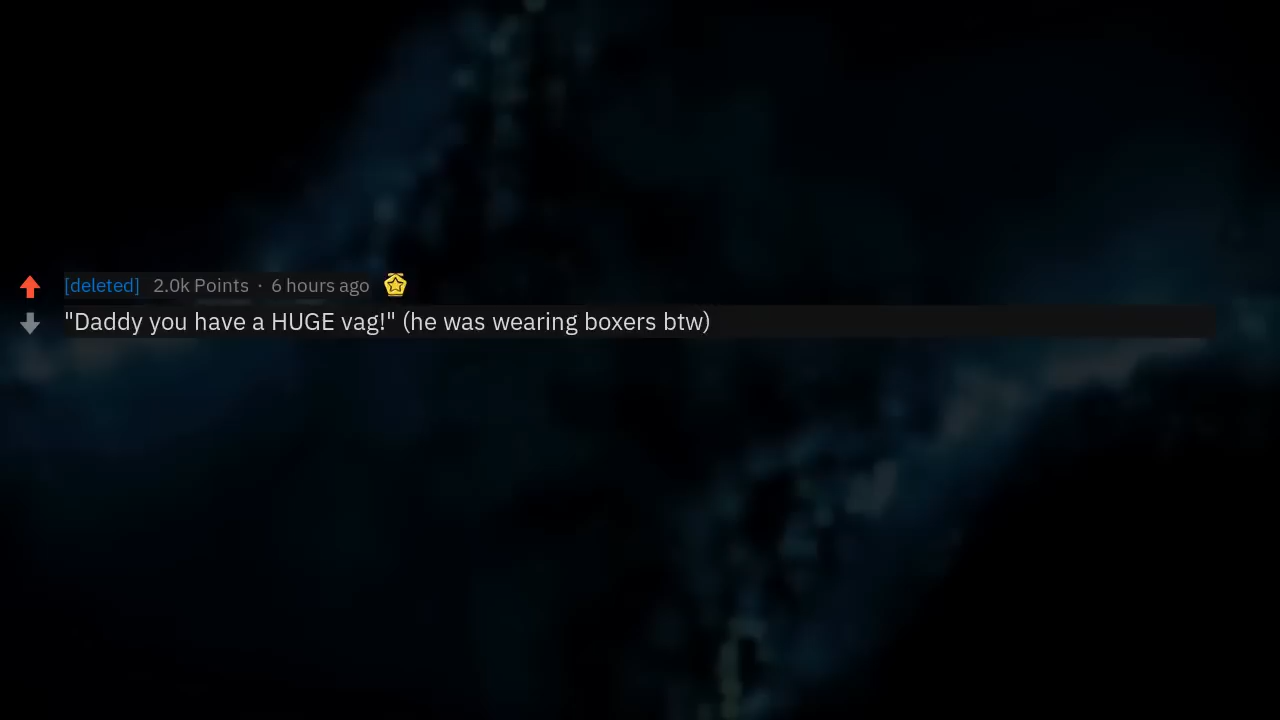 [deleted] 2.0k Points · 6 hours ago
"Daddy you have a HUGE vag!" (he was wearing boxers btw)